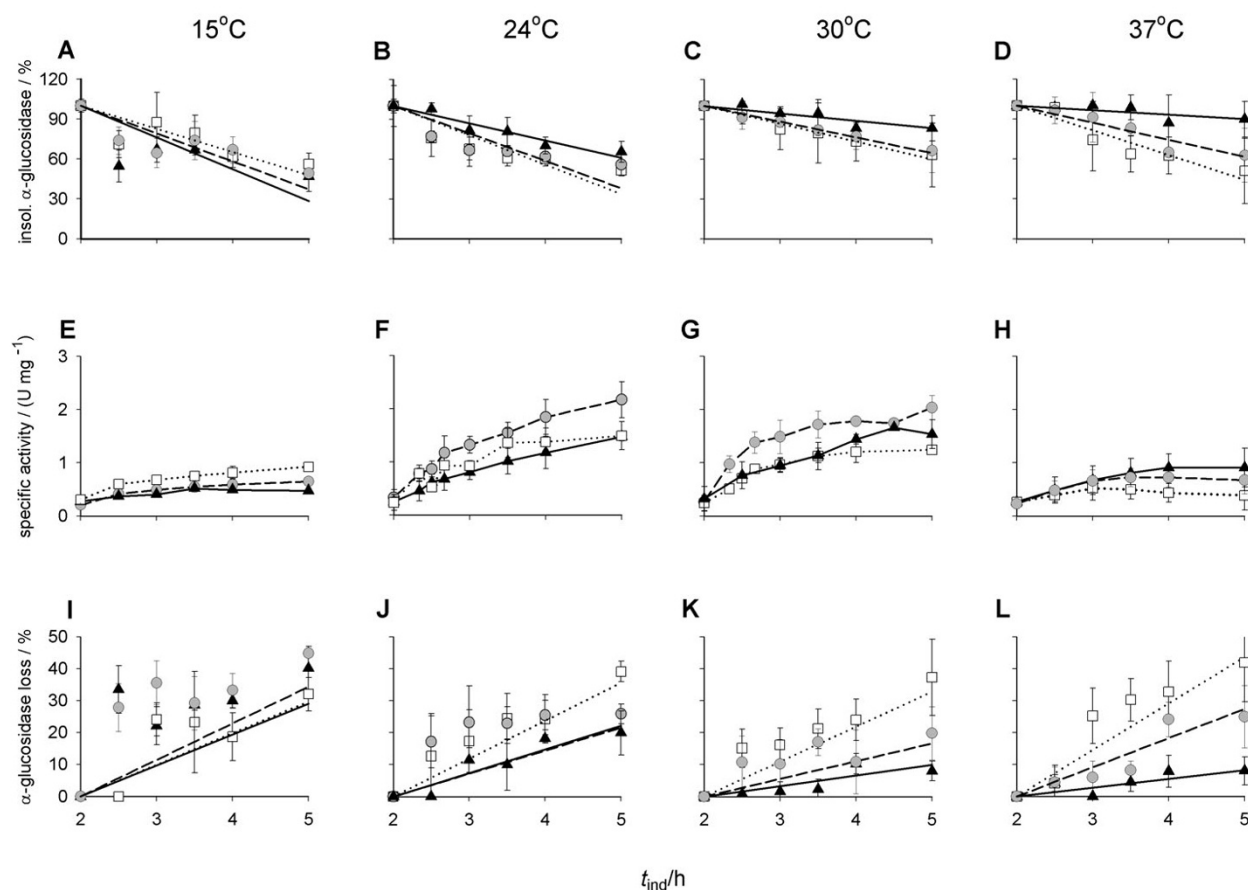 15°C 24°C 30°C 37°C
A B C D
insol. α-glucosidase / %
120
90
60
30
0
E F G H
specific activity / (U mg⁻¹)
3
2
1
0
I J K L
α-glucosidase loss / %
50
40
30
20
10
0
2 3 4 5 2 3 4 5 2 3 4 5 2 3 4 5
t_ind/h